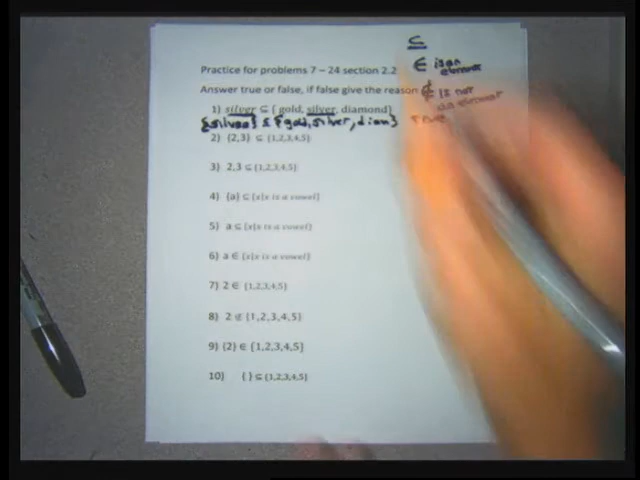 ⊆
Practice for problems 7 – 24 section 2.2
∈ is an element
Answer true or false, if false give the reason
∉ is not an element
1) silver ⊆ { gold, silver, diamond}
{silver} ⊆ {gold, silver, diam} True
2) {2,3} ⊆ {1,2,3,4,5}
3) 2,3 ⊆ {1,2,3,4,5}
4) {a} ⊆ {x|x is a vowel}
5) a ⊆ {x|x is a vowel}
6) a ∈ {x|x is a vowel}
7) 2 ∈ {1,2,3,4,5}
8) 2 ∉ {1,2,3,4,5}
9) {2} ∈ {1,2,3,4,5}
10) { } ⊆ {1,2,3,4,5}